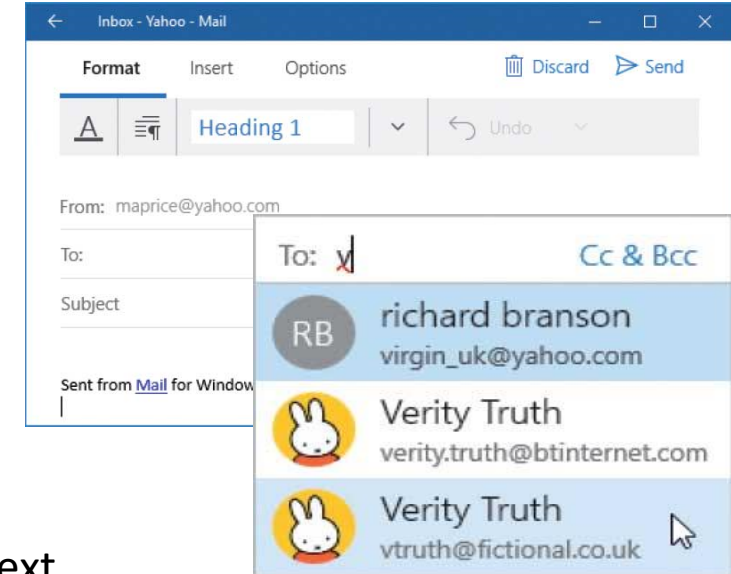 Inbox - Yahoo - Mail
Format Insert Options Discard Send
A Heading 1 Undo
From: maprice@yahoo.com
To:
Subject
Sent from Mail for Window
To: y Cc & Bcc
RB richard branson
virgin_uk@yahoo.com
Verity Truth
verity.truth@btinternet.com
Verity Truth
vtruth@fictional.co.uk
ext